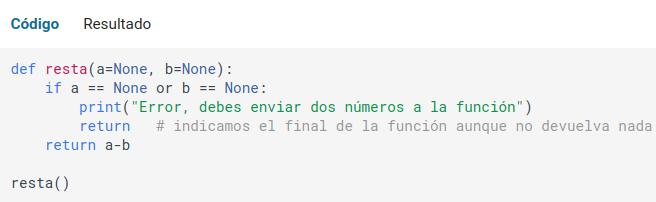 Código Resultado
def resta(a=None, b=None):
    if a == None or b == None:
        print("Error, debes enviar dos números a la función")
        return   # indicamos el final de la función aunque no devuelva nada
    return a-b
resta()